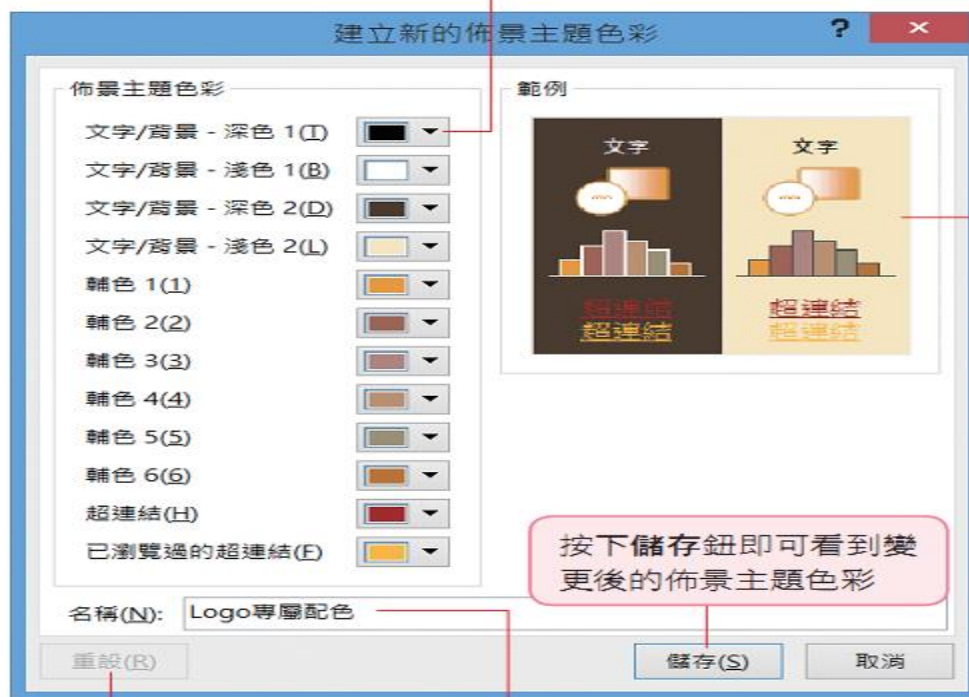 建立新的佈景主題色彩
?
×
佈景主題色彩
文字/背景 - 深色 1(T)
文字/背景 - 淺色 1(B)
文字/背景 - 深色 2(D)
文字/背景 - 淺色 2(L)
輔色 1(1)
輔色 2(2)
輔色 3(3)
輔色 4(4)
輔色 5(5)
輔色 6(6)
超連結(H)
已瀏覽過的超連結(F)
範例
文字
文字
超連結
超連結
超連結
超連結
按下儲存鈕即可看到變
更後的佈景主題色彩
名稱(N): Logo專屬配色
重設(R)
儲存(S)
取消